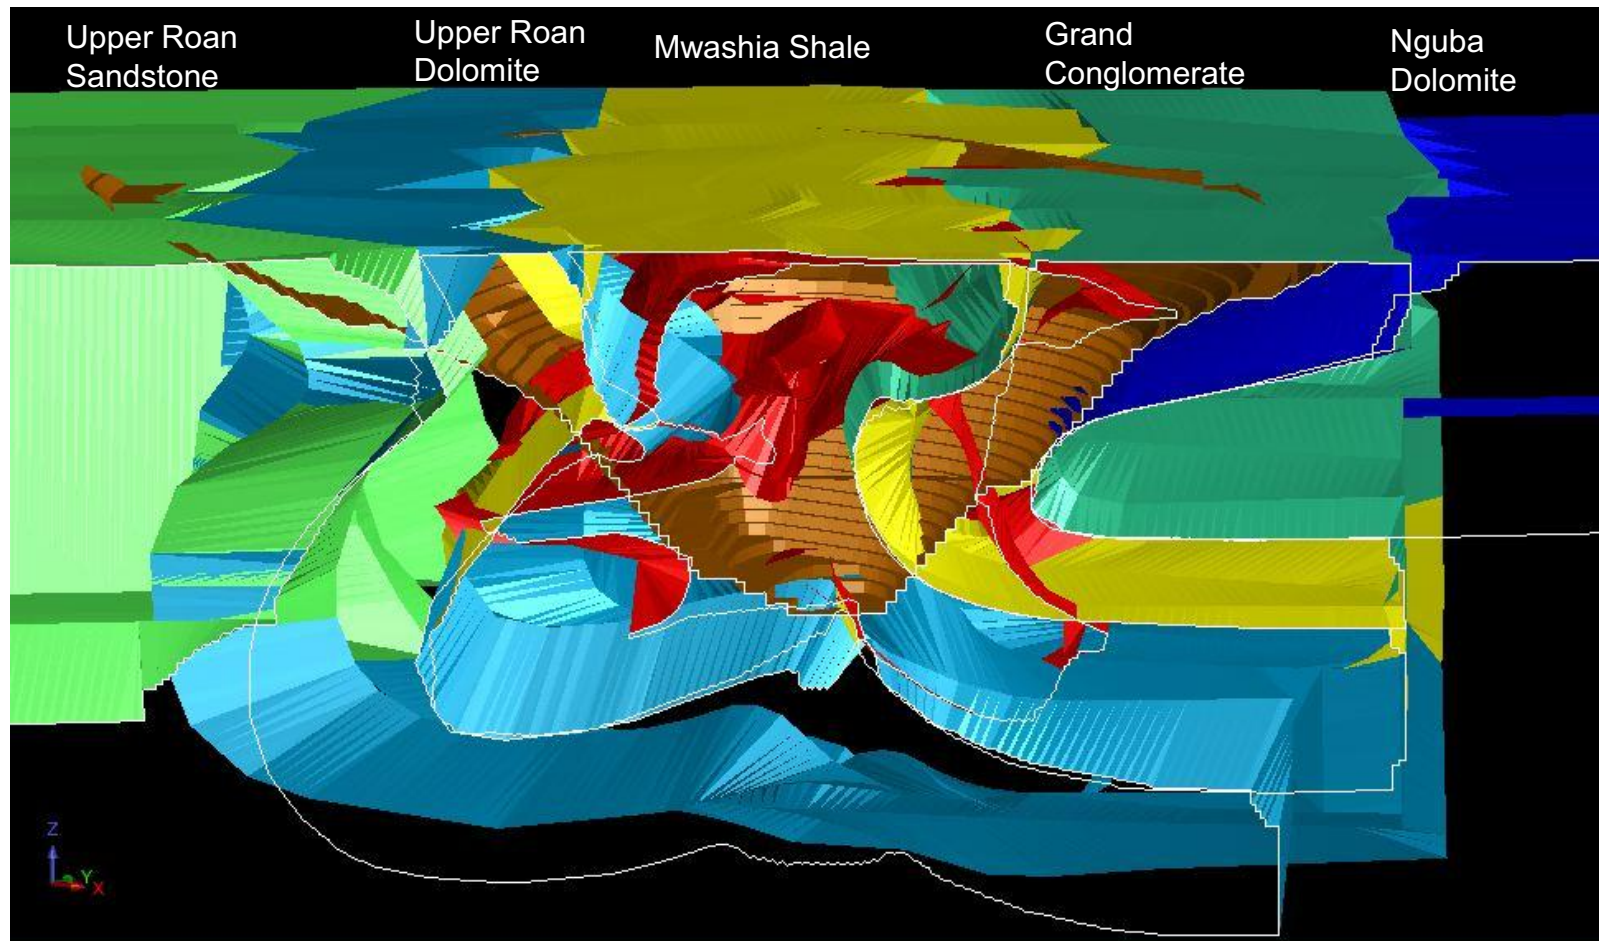 Upper Roan
Sandstone
Upper Roan
Dolomite
Mwashia Shale
Grand
Conglomerate
Nguba
Dolomite
Z
Y
X